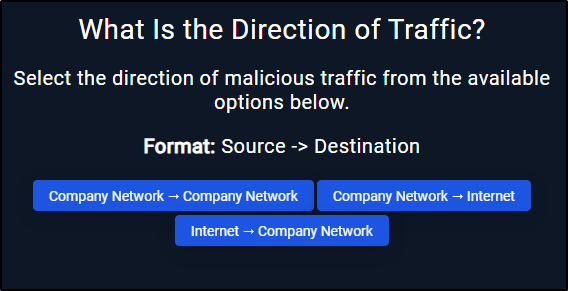 What Is the Direction of Traffic?
Select the direction of malicious traffic from the available
options below.
Format: Source -> Destination
Company Network → Company Network
Company Network → Internet
Internet → Company Network